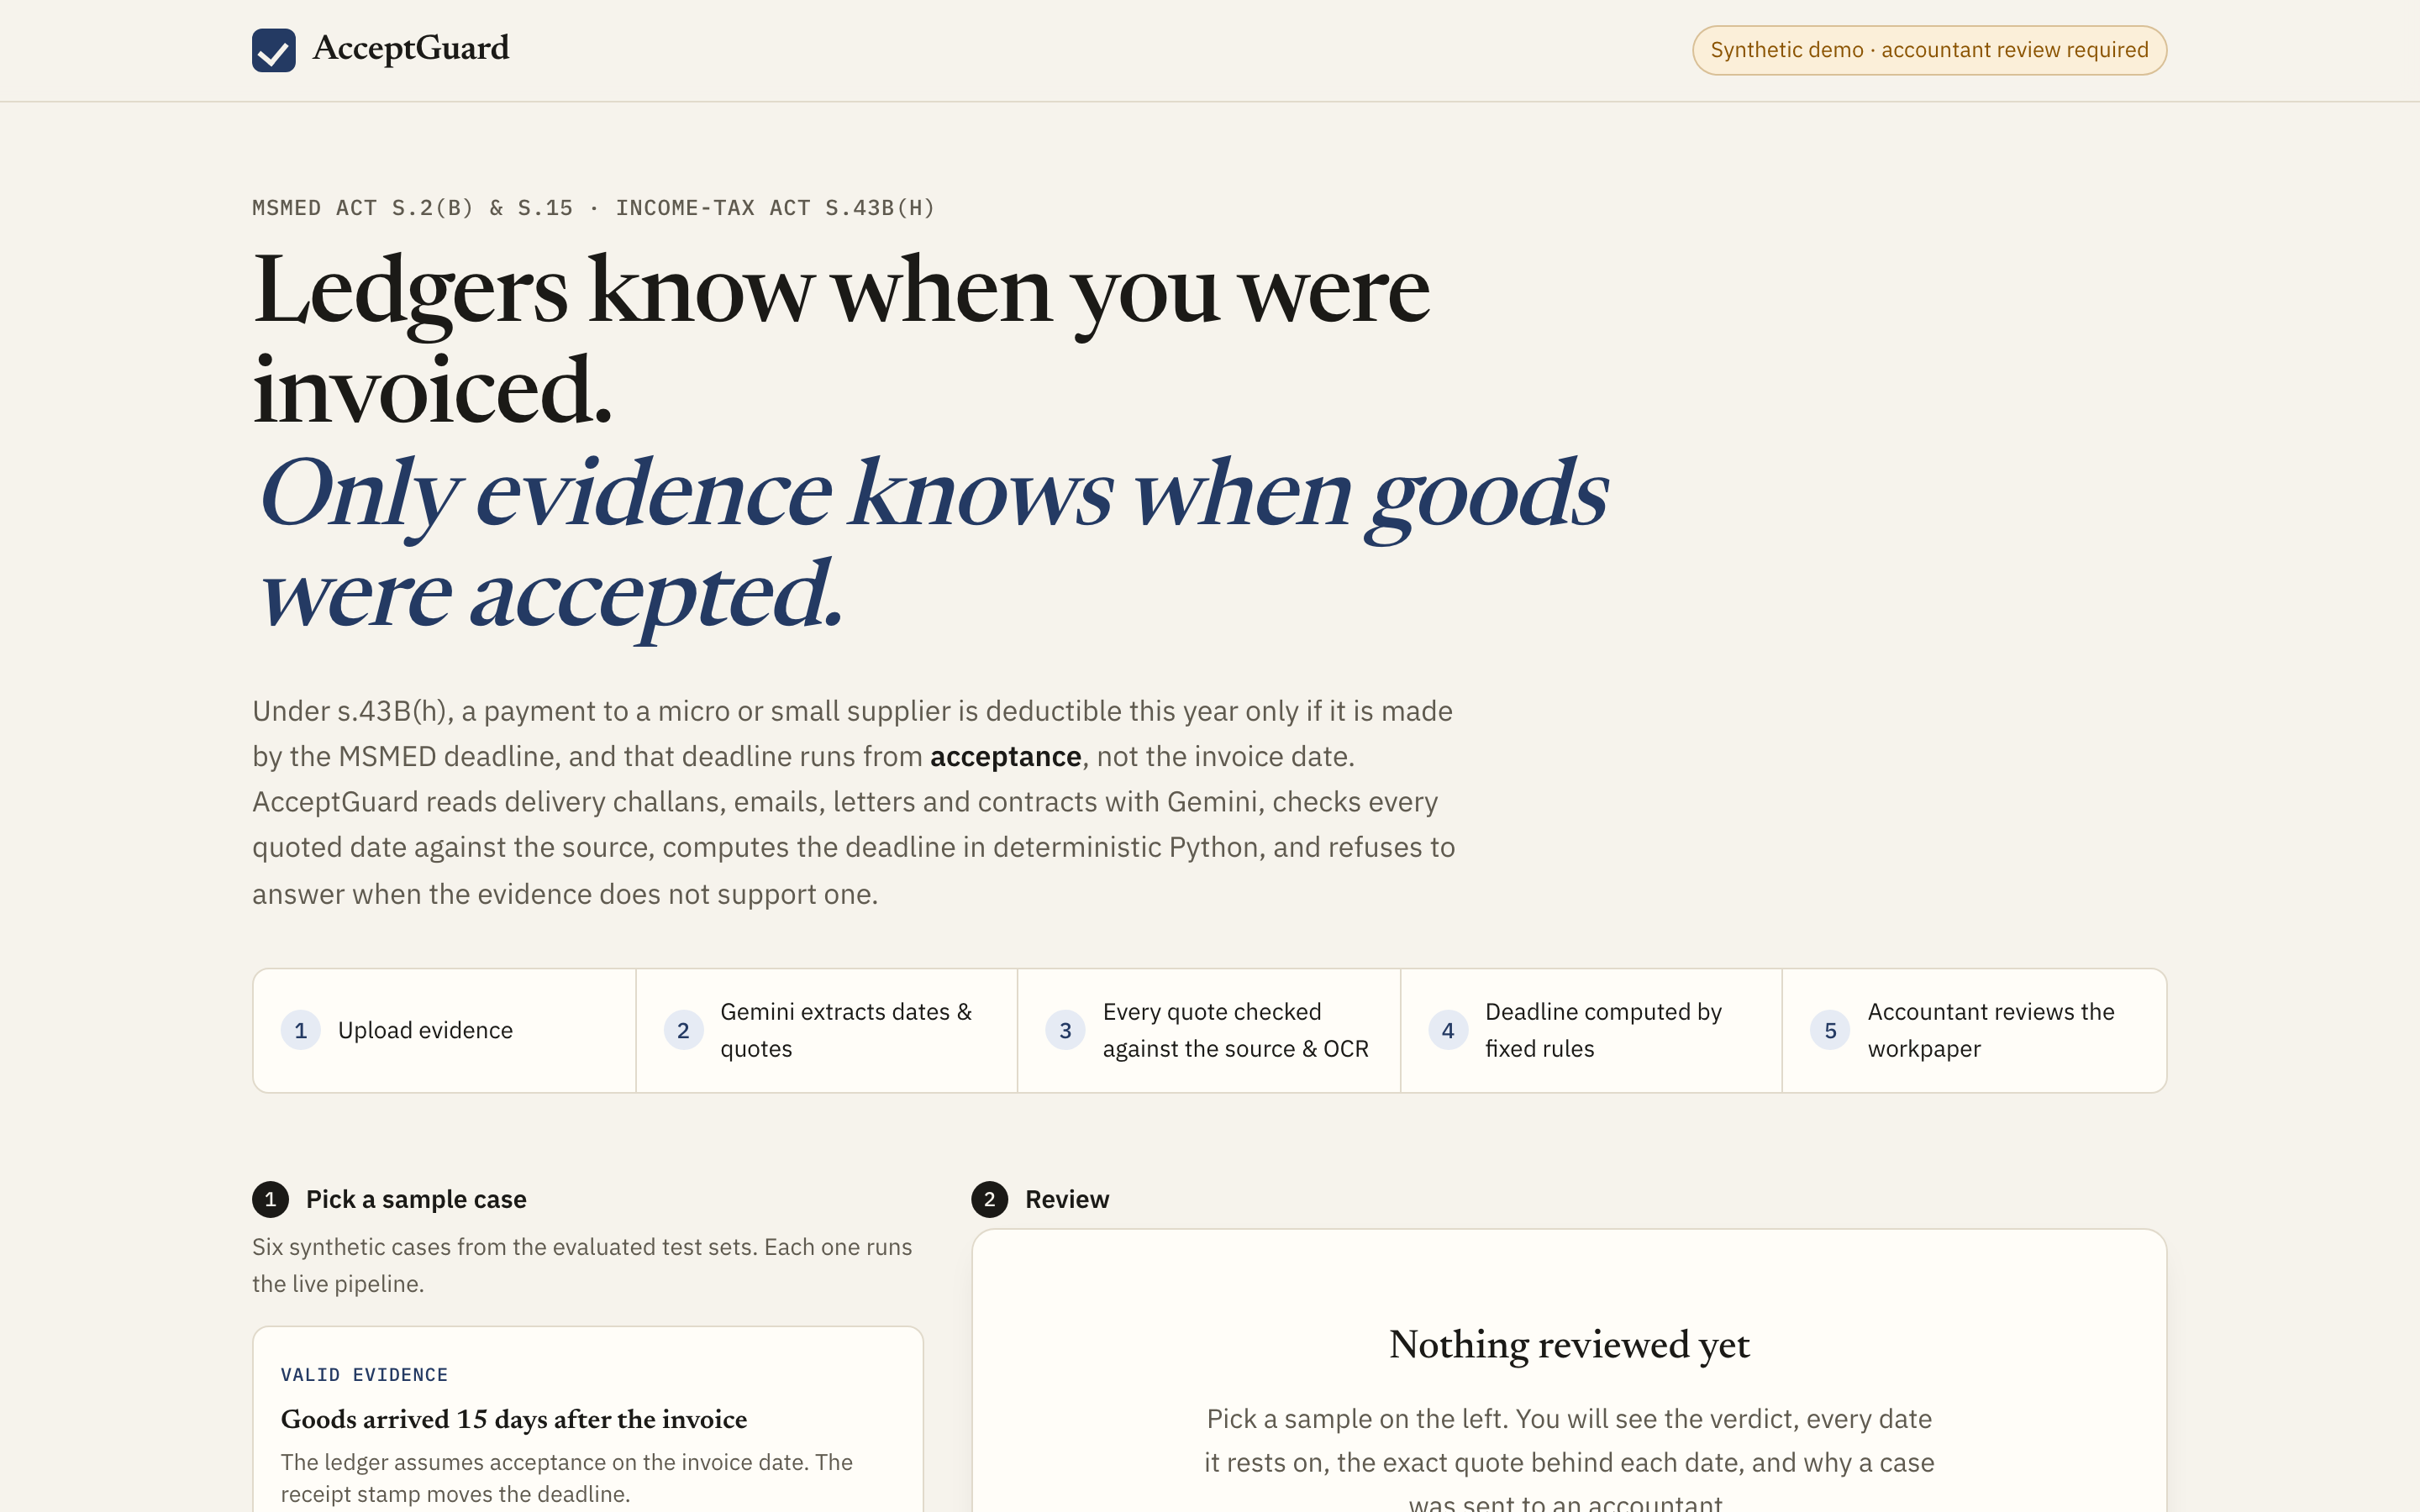 AcceptGuard
Synthetic demo · accountant review required
MSMED ACT S.2(B) & S.15 · INCOME-TAX ACT S.43B(H)
Ledgers know when you were
invoiced.
Only evidence knows when goods
were accepted.
Under s.43B(h), a payment to a micro or small supplier is deductible this year only if it is made
by the MSMED deadline, and that deadline runs from acceptance, not the invoice date.
AcceptGuard reads delivery challans, emails, letters and contracts with Gemini, checks every
quoted date against the source, computes the deadline in deterministic Python, and refuses to
answer when the evidence does not support one.
1 Upload evidence
2 Gemini extracts dates &
quotes
3 Every quote checked
against the source & OCR
4 Deadline computed by
fixed rules
5 Accountant reviews the
workpaper
1 Pick a sample case
Six synthetic cases from the evaluated test sets. Each one runs
the live pipeline.
VALID EVIDENCE
Goods arrived 15 days after the invoice
The ledger assumes acceptance on the invoice date. The
receipt stamp moves the deadline.
2 Review
Nothing reviewed yet
Pick a sample on the left. You will see the verdict, every date
it rests on, the exact quote behind each date, and why a case
was sent to an accountant.